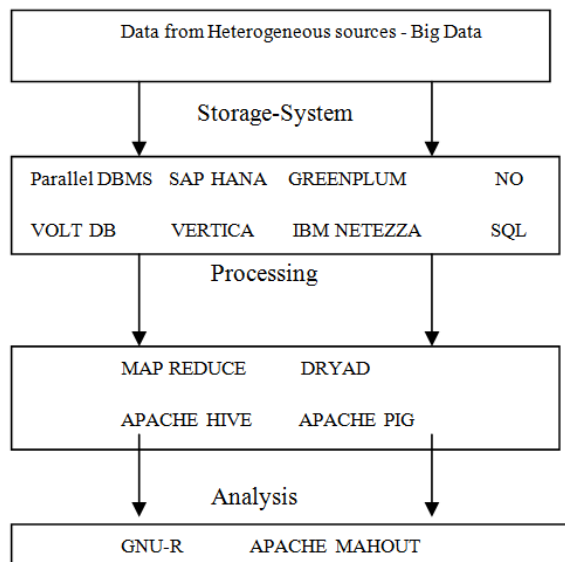 Data from Heterogeneous sources - Big Data
Storage-System
Parallel DBMS SAP HANA GREENPLUM NO
VOLT DB VERTICA IBM NETEZZA SQL
Processing
MAP REDUCE DRYAD
APACHE HIVE APACHE PIG
Analysis
GNU-R APACHE MAHOUT